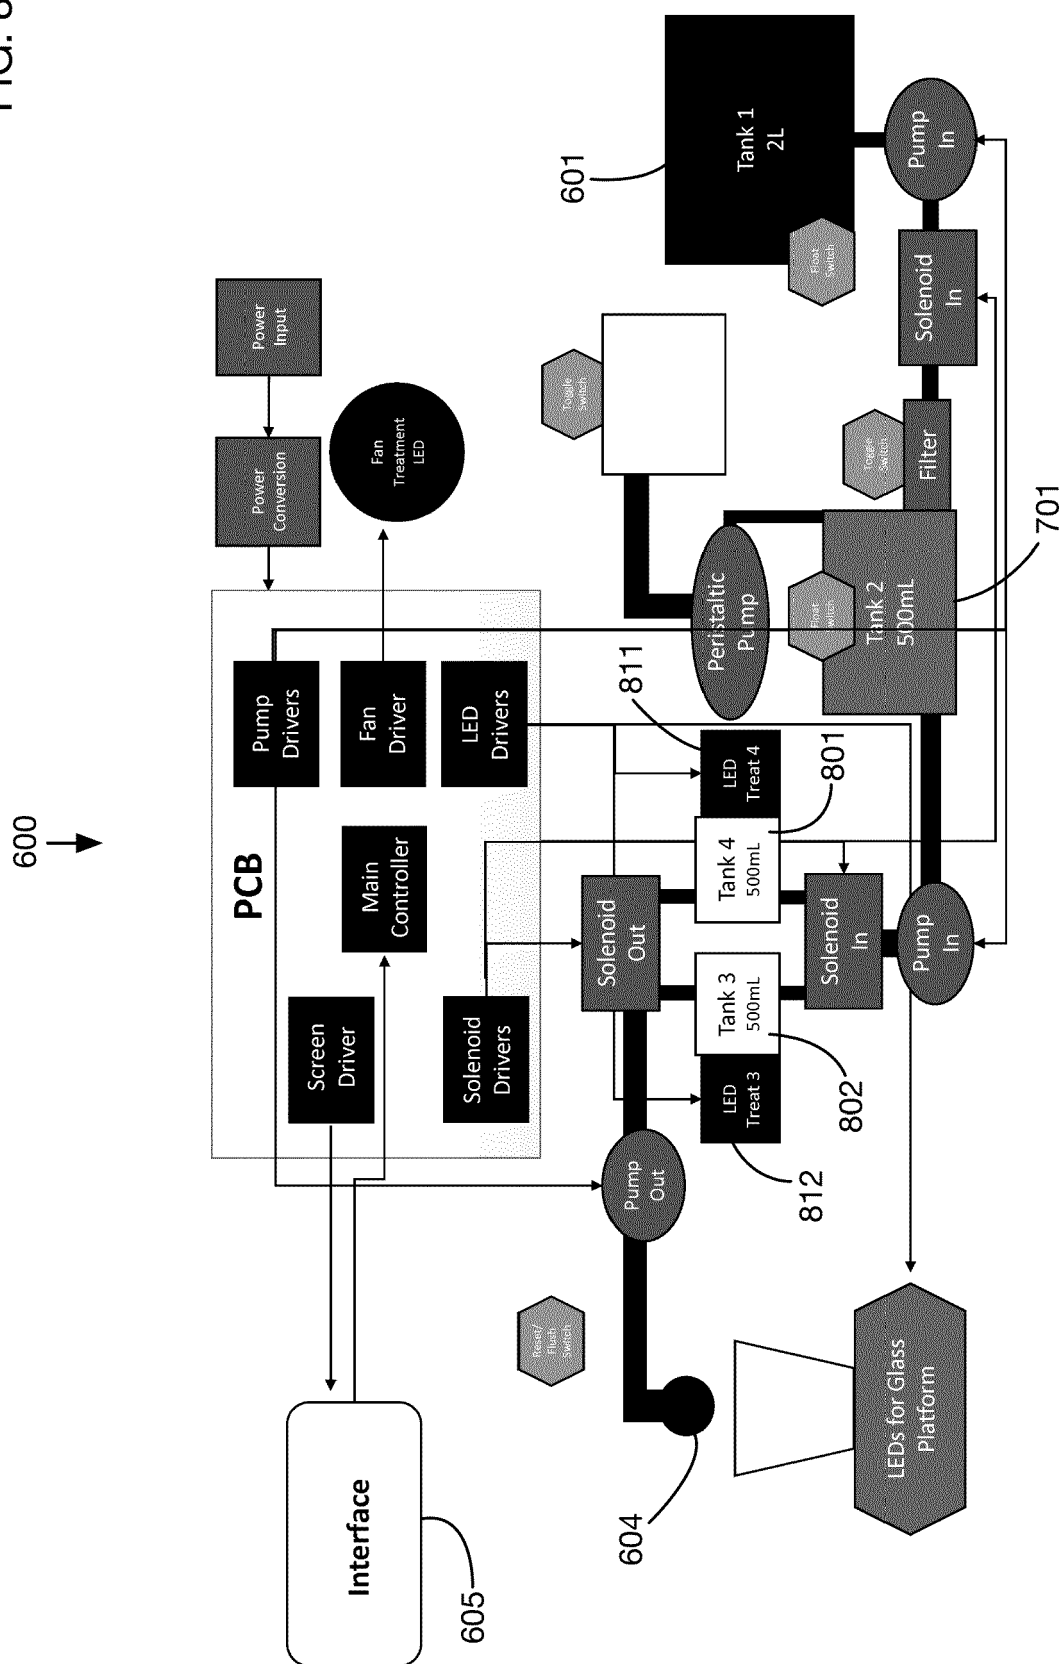 FIG. 8
600
PCB
Power
Input
Power
Conversion
Fan
Treatment
LED
Pump
Drivers
Fan
Driver
LED
Drivers
Main
Controller
Screen
Driver
Solenoid
Drivers
Interface
605
Toggle
Switch
601
Tank 1
2L
Float
Switch
Pump
In
Solenoid
In
Toggle
Switch
Filter
701
Tank 2
500mL
Float
Switch
Peristaltic
Pump
811
LED
Treat 4
801
Tank 4
500mL
Solenoid
Out
Solenoid
In
Pump
In
Tank 3
500mL
802
LED
Treat 3
812
Pump
Out
Reset/
Flush
Switch
604
LEDs for Glass
Platform